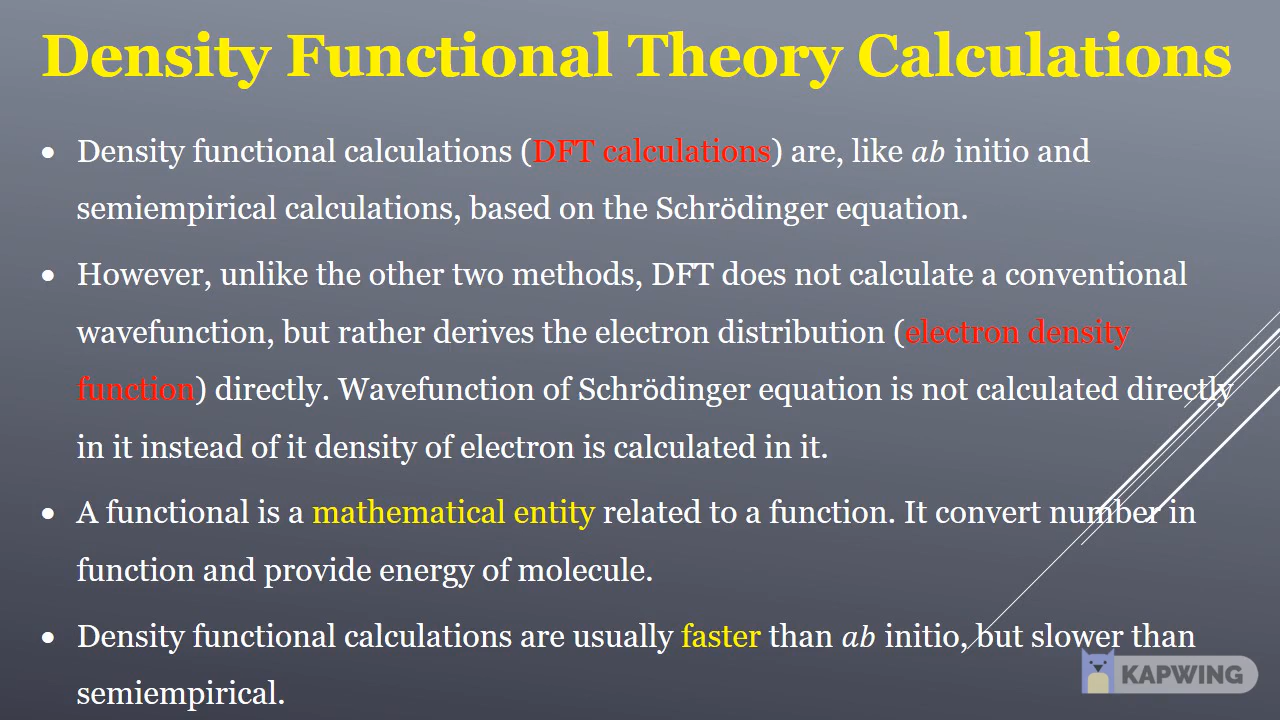 Density Functional Theory Calculations
• Density functional calculations (DFT calculations) are, like ab initio and
semiempirical calculations, based on the Schrödinger equation.
• However, unlike the other two methods, DFT does not calculate a conventional
wavefunction, but rather derives the electron distribution (electron density
function) directly. Wavefunction of Schrödinger equation is not calculated directly
in it instead of it density of electron is calculated in it.
• A functional is a mathematical entity related to a function. It convert number in
function and provide energy of molecule.
• Density functional calculations are usually faster than ab initio, but slower than
semiempirical.
KAPWING